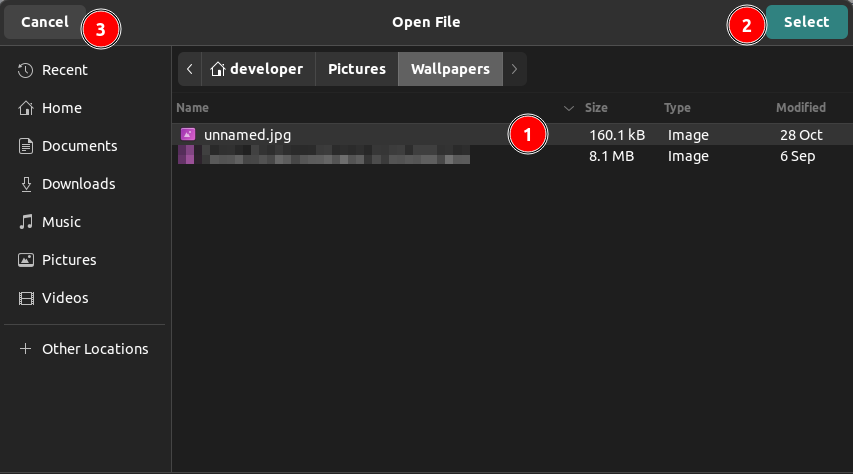 Cancel 3 Open File 2 Select
Recent
Home
Documents
Downloads
Music
Pictures
Videos
Other Locations
developer Pictures Wallpapers
Name Size Type Modified
unnamed.jpg 1 160.1 kB Image 28 Oct
8.1 MB Image 6 Sep